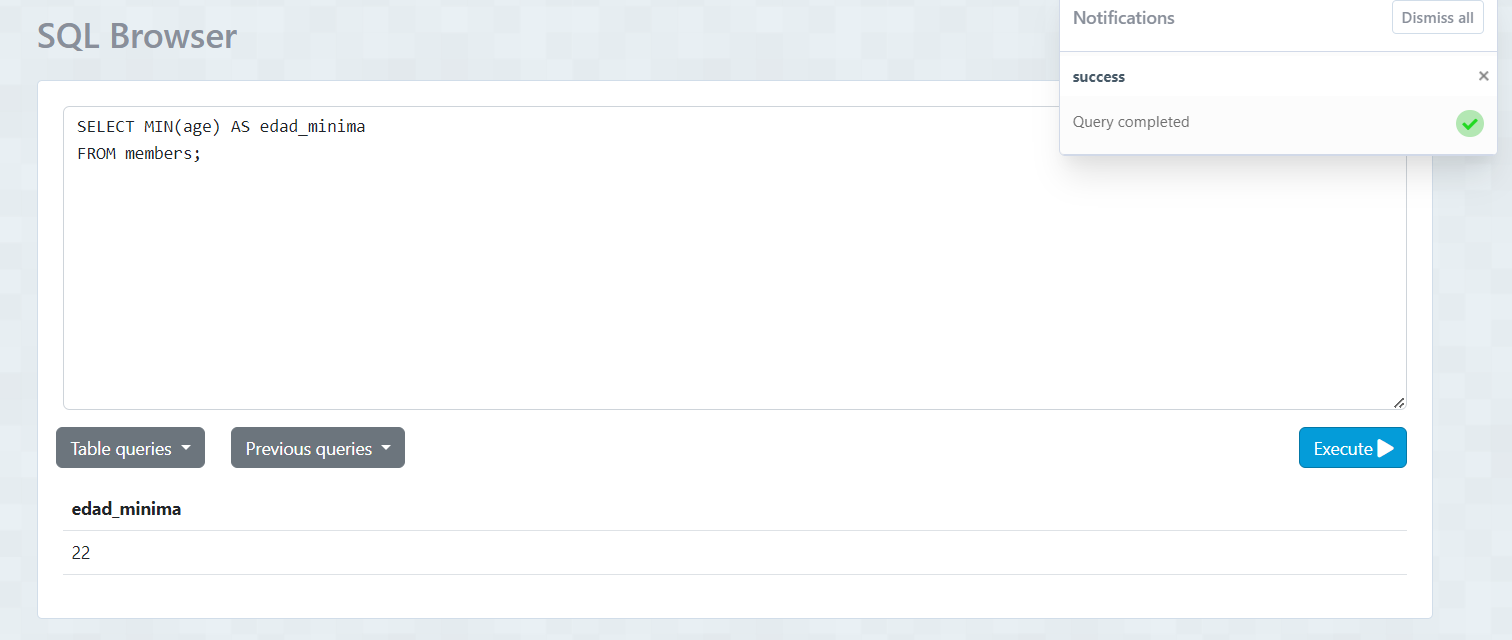 SQL Browser
Notifications
Dismiss all
success
×
Query completed
SELECT MIN(age) AS edad_minima
FROM members;
Table queries
Previous queries
Execute
edad_minima
22